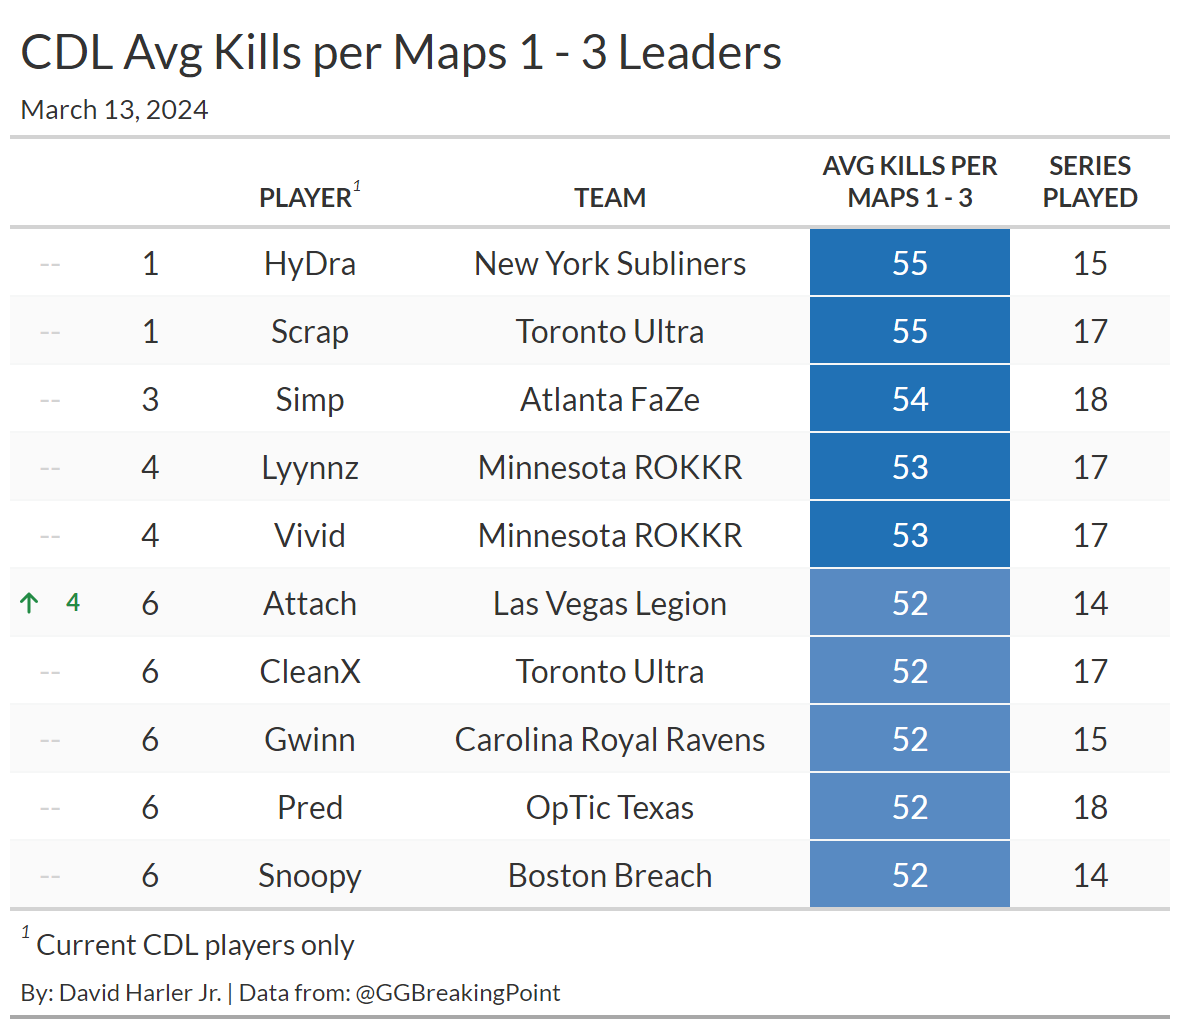 CDL Avg Kills per Maps 1 - 3 Leaders
March 13, 2024
PLAYER1 TEAM AVG KILLS PER MAPS 1 - 3 SERIES PLAYED
-- 1 HyDra New York Subliners 55 15
-- 1 Scrap Toronto Ultra 55 17
-- 3 Simp Atlanta FaZe 54 18
-- 4 Lyynnz Minnesota ROKKR 53 17
-- 4 Vivid Minnesota ROKKR 53 17
↑ 4 6 Attach Las Vegas Legion 52 14
-- 6 CleanX Toronto Ultra 52 17
-- 6 Gwinn Carolina Royal Ravens 52 15
-- 6 Pred OpTic Texas 52 18
-- 6 Snoopy Boston Breach 52 14
1 Current CDL players only
By: David Harler Jr. | Data from: @GGBreakingPoint